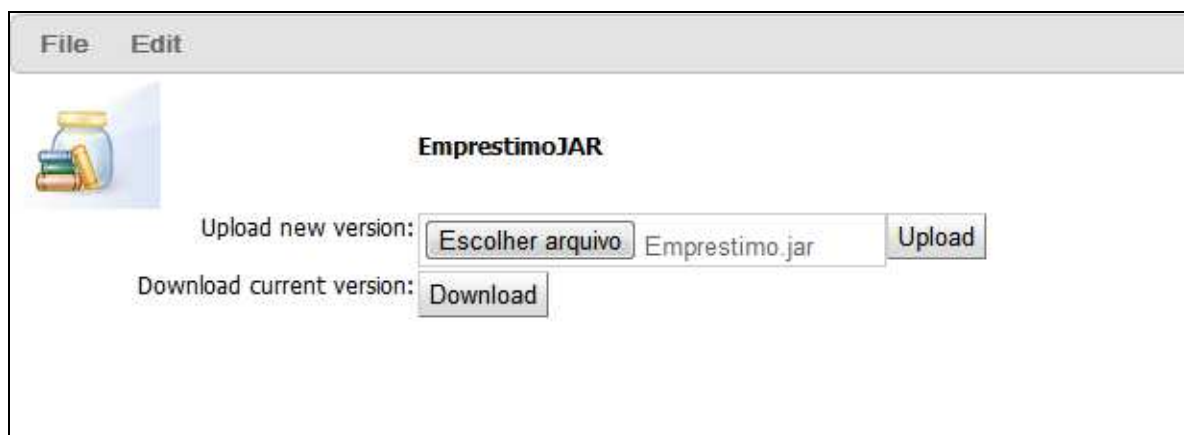 File Edit
EmprestimoJAR
Upload new version: Escolher arquivo Emprestimo.jar Upload
Download current version: Download